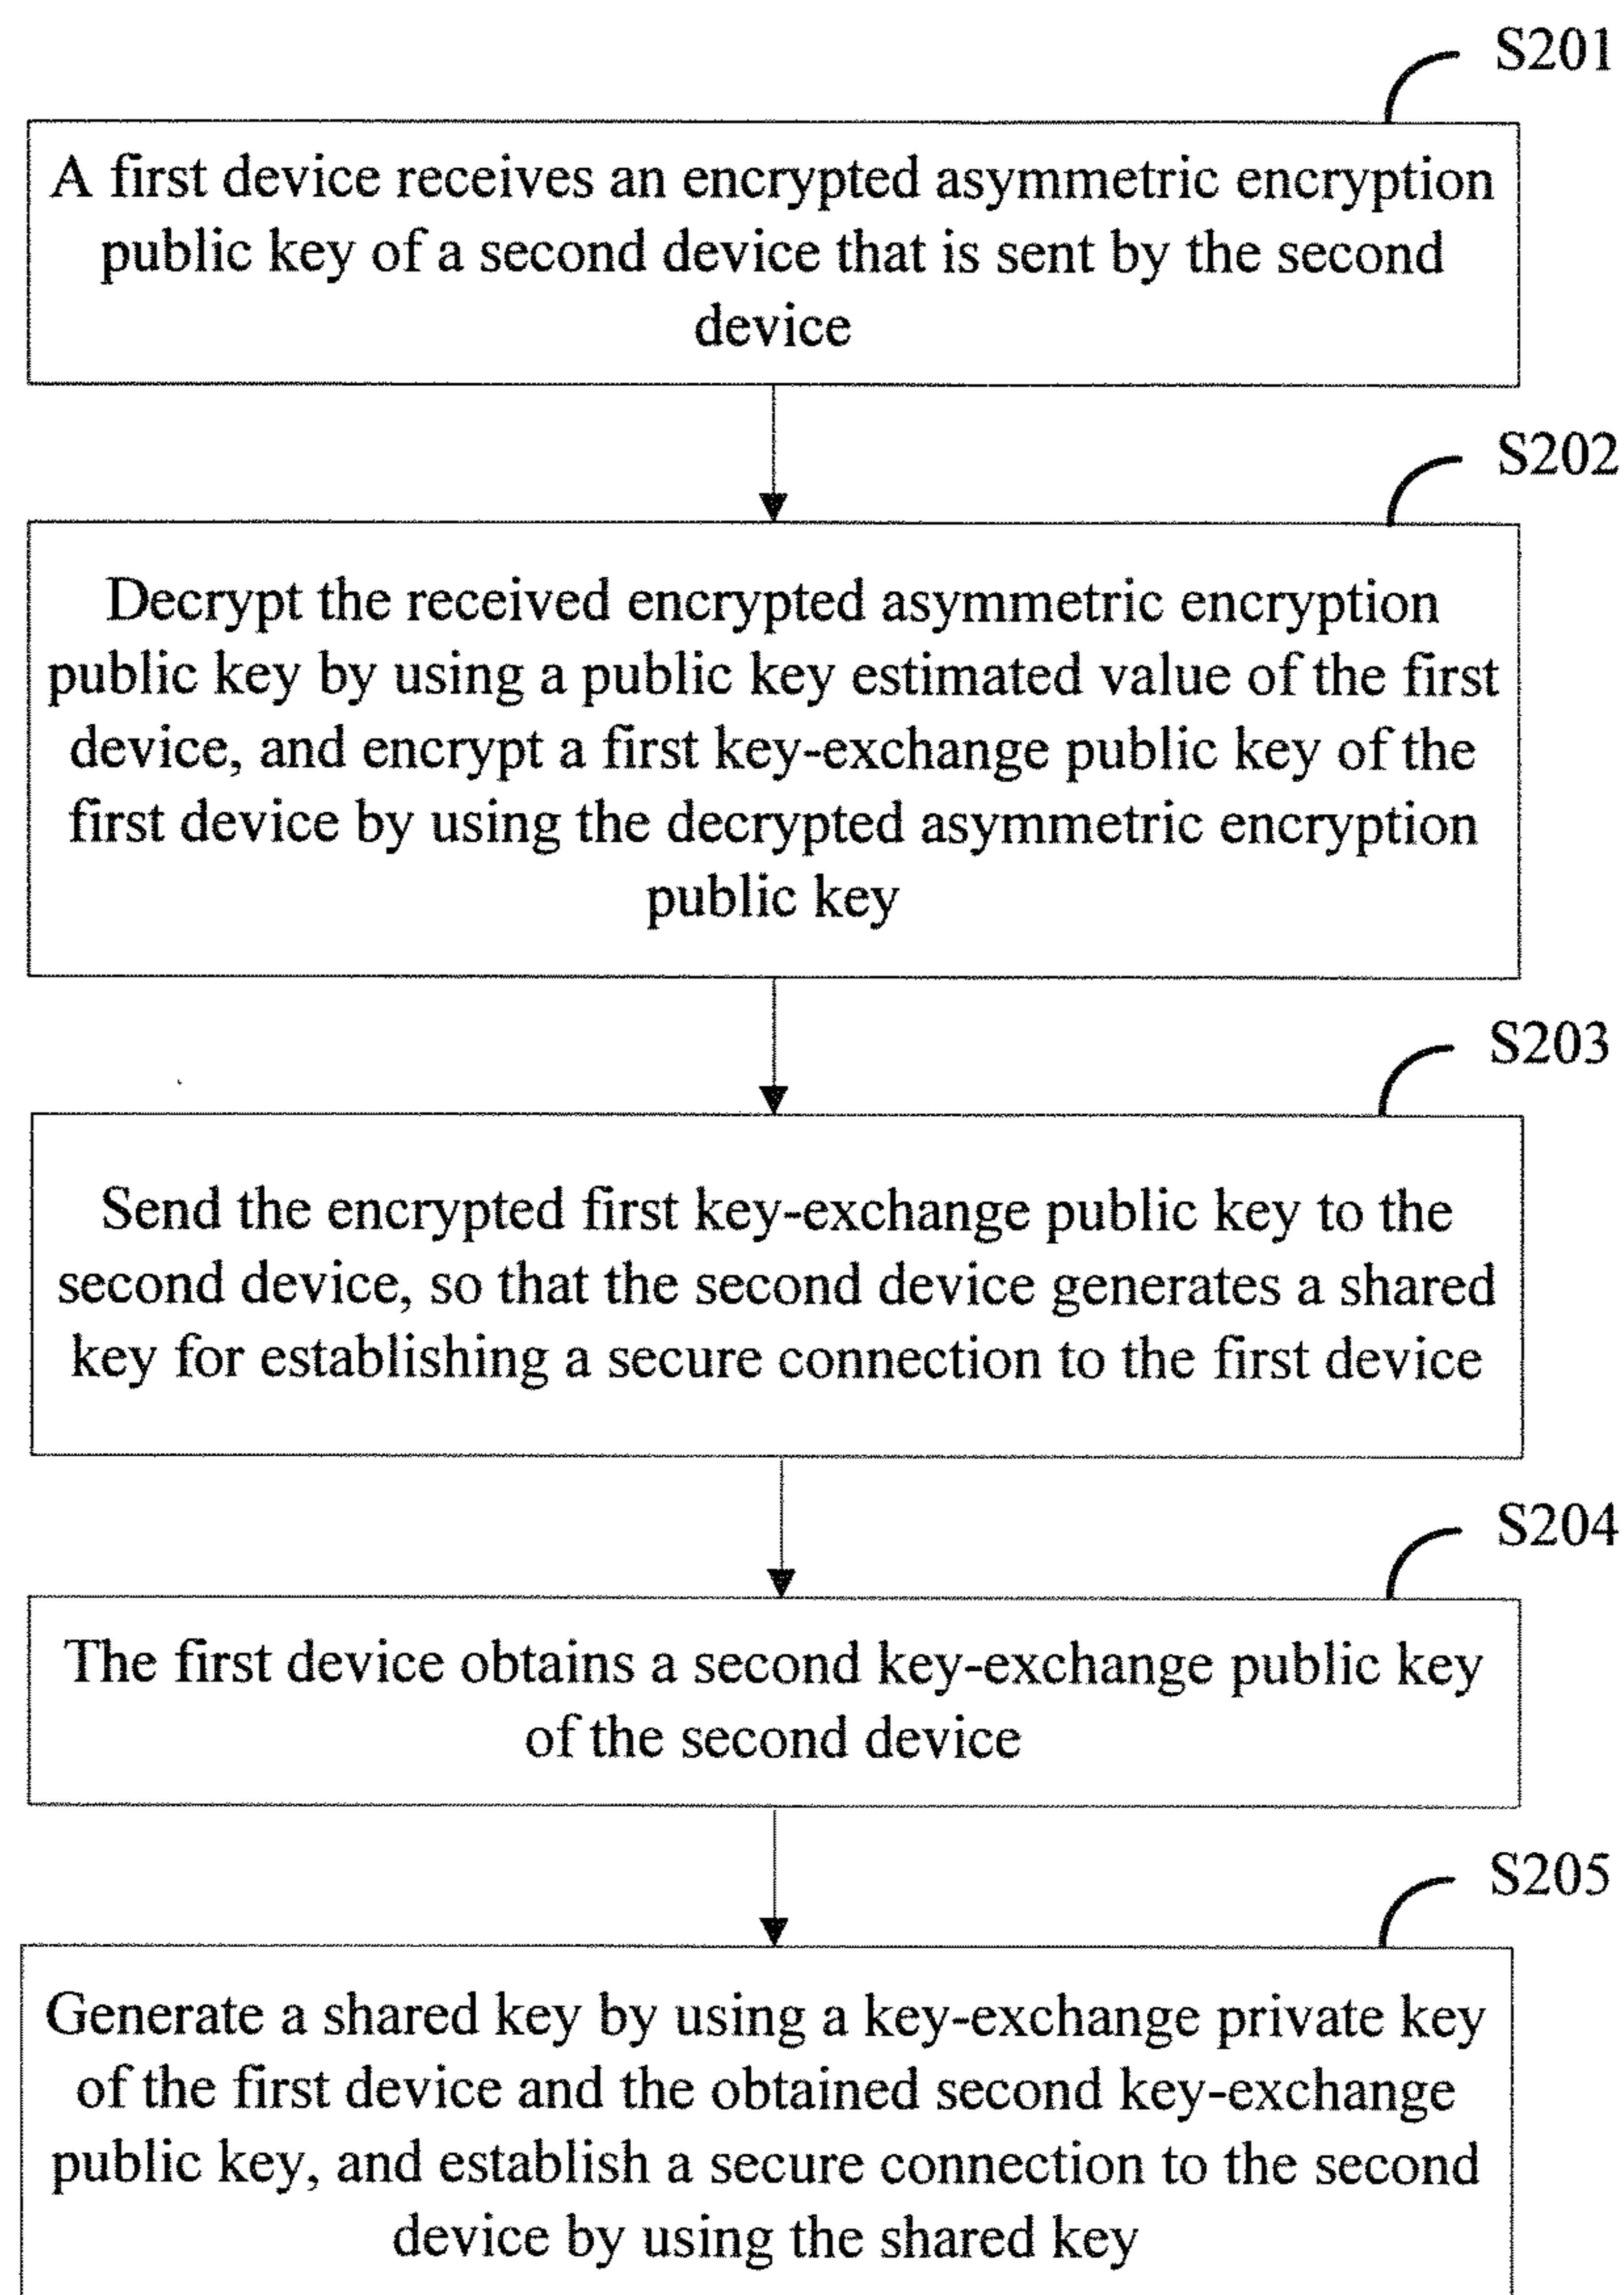 S201
A first device receives an encrypted asymmetric encryption
public key of a second device that is sent by the second
device
S202
Decrypt the received encrypted asymmetric encryption
public key by using a public key estimated value of the first
device, and encrypt a first key-exchange public key of the
first device by using the decrypted asymmetric encryption
public key
S203
Send the encrypted first key-exchange public key to the
second device, so that the second device generates a shared
key for establishing a secure connection to the first device
S204
The first device obtains a second key-exchange public key
of the second device
S205
Generate a shared key by using a key-exchange private key
of the first device and the obtained second key-exchange
public key, and establish a secure connection to the second
device by using the shared key